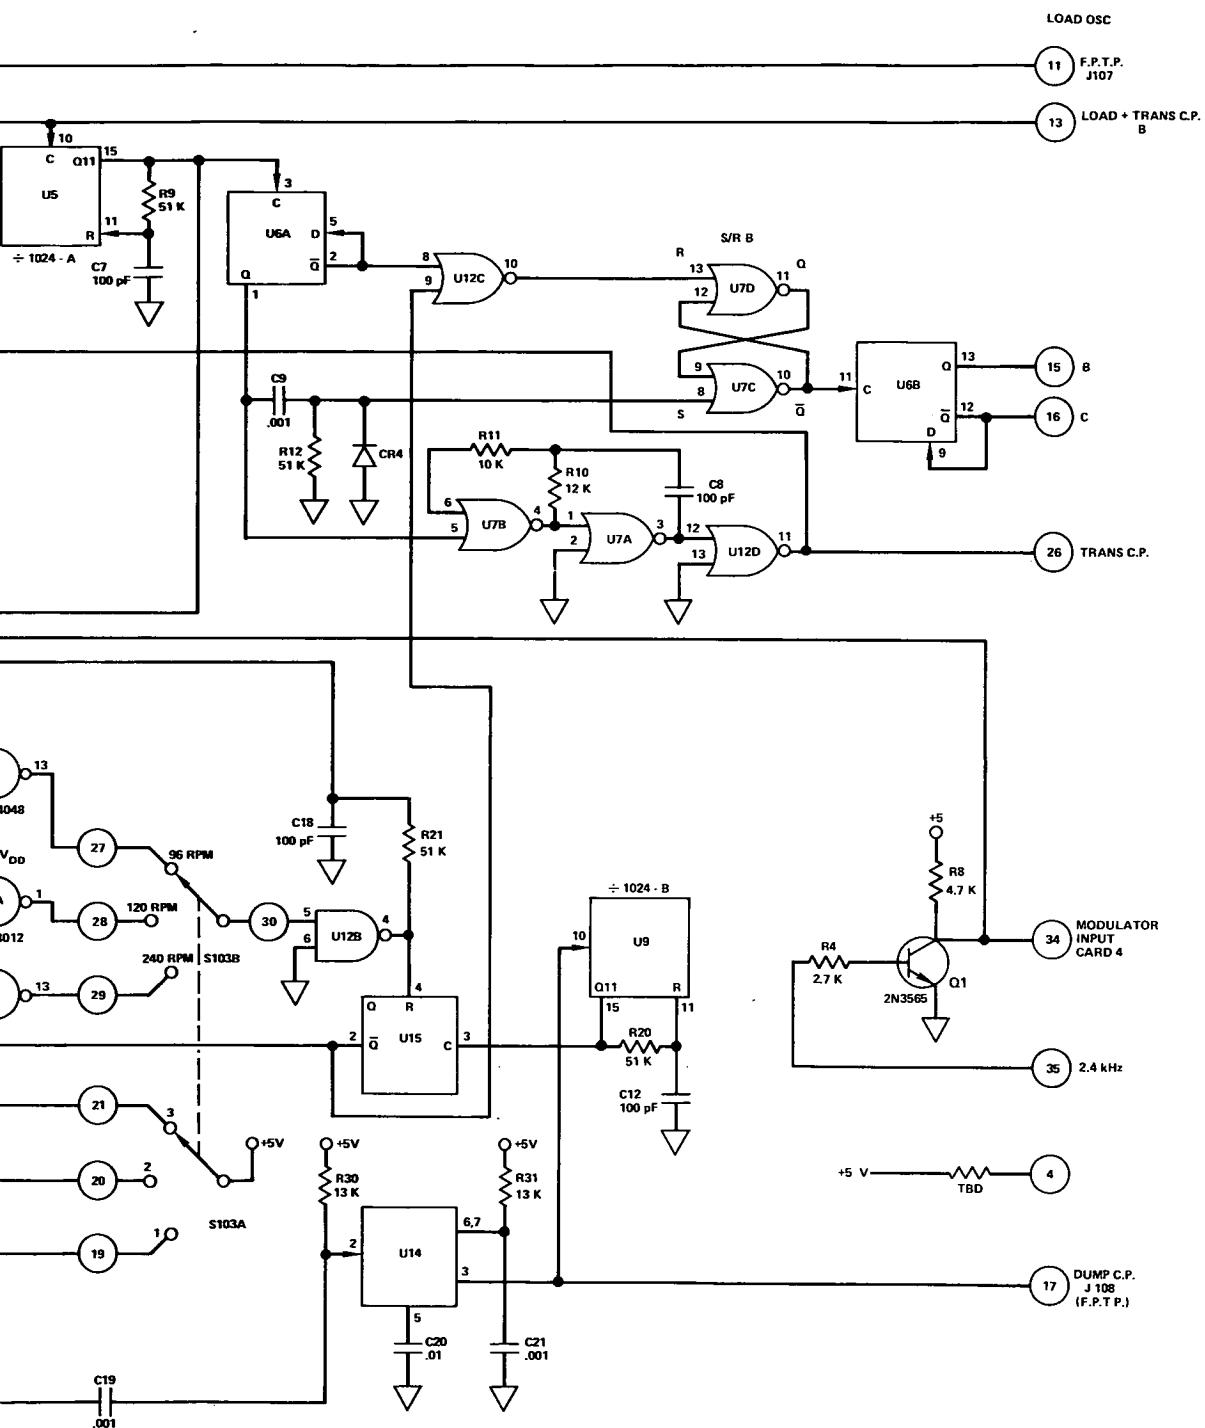 LOAD OSC
11 F.P.T.P.
J107
13 LOAD + TRANS C.P.
B
10
C Q11 15
U5
R 11
÷ 1024 - A
R9
51 K
C7
100 pF
3
C
U6A D 5
Q̅ 2
Q
1
8
9
U12C 10
S/R B
R
13
12
U7D 11 Q
9
8
U7C 10
S
Q̅
11 C U6B
Q 13
Q̅ 12
D
9
15 B
16 C
C9
.001
R12
51 K
CR4
R11
10 K
R10
12 K
C8
100 pF
6
5
U7B 4
1
2
U7A 3
12
13
U12D 11
26 TRANS C.P.
13
4048
VDD
27
96 RPM
1
28
120 RPM
3012
240 RPM S103B
13
29
30
C18
100 pF
R21
51 K
5
6
U12B 4
÷ 1024 - B
10
U9
Q11 R
15 11
R20
51 K
C12
100 pF
4
Q R
2 Q̅ U15 C 3
+5
R8
4.7 K
R4
2.7 K
2N3565
Q1
34 MODULATOR
INPUT
CARD 4
35 2.4 kHz
21
3
+5V
20
2
19
1
S103A
+5V
R30
13 K
+5V
R31
13 K
2
U14
6,7
3
5
C20
.01
C21
.001
+5 V TBD 4
17 DUMP C.P.
J 108
(F.P.T P.)
C19
.001